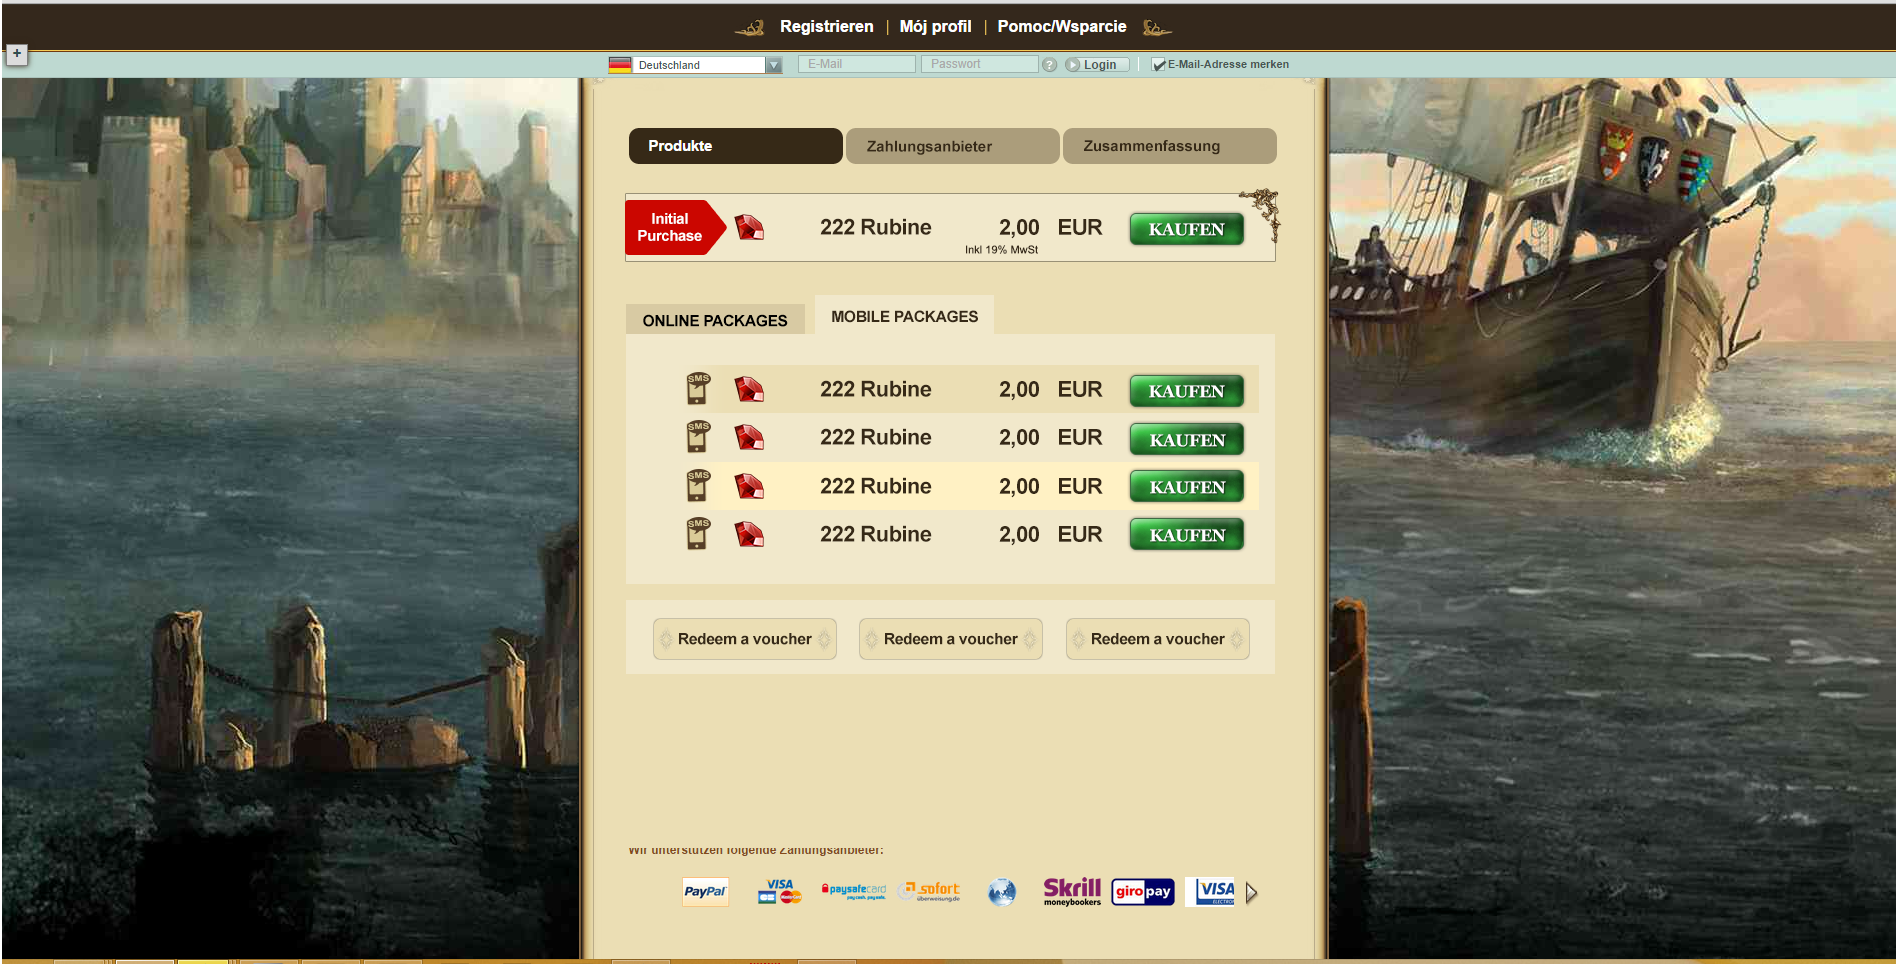 Registrieren | Mój profil | Pomoc/Wsparcie
+
Deutschland E-Mail Passwort ? Login E-Mail-Adresse merken
Produkte Zahlungsanbieter Zusammenfassung
Initial
Purchase
222 Rubine 2,00 EUR KAUFEN
Inkl 19% MwSt
ONLINE PACKAGES MOBILE PACKAGES
SMS 222 Rubine 2,00 EUR KAUFEN
SMS 222 Rubine 2,00 EUR KAUFEN
SMS 222 Rubine 2,00 EUR KAUFEN
SMS 222 Rubine 2,00 EUR KAUFEN
Redeem a voucher Redeem a voucher Redeem a voucher
Wir unterstützen folgende Zahlungsanbieter:
PayPal VISA MasterCard paysafecard pay cash. pay safe. sofort überweisung.de Skrill moneybookers giropay VISA